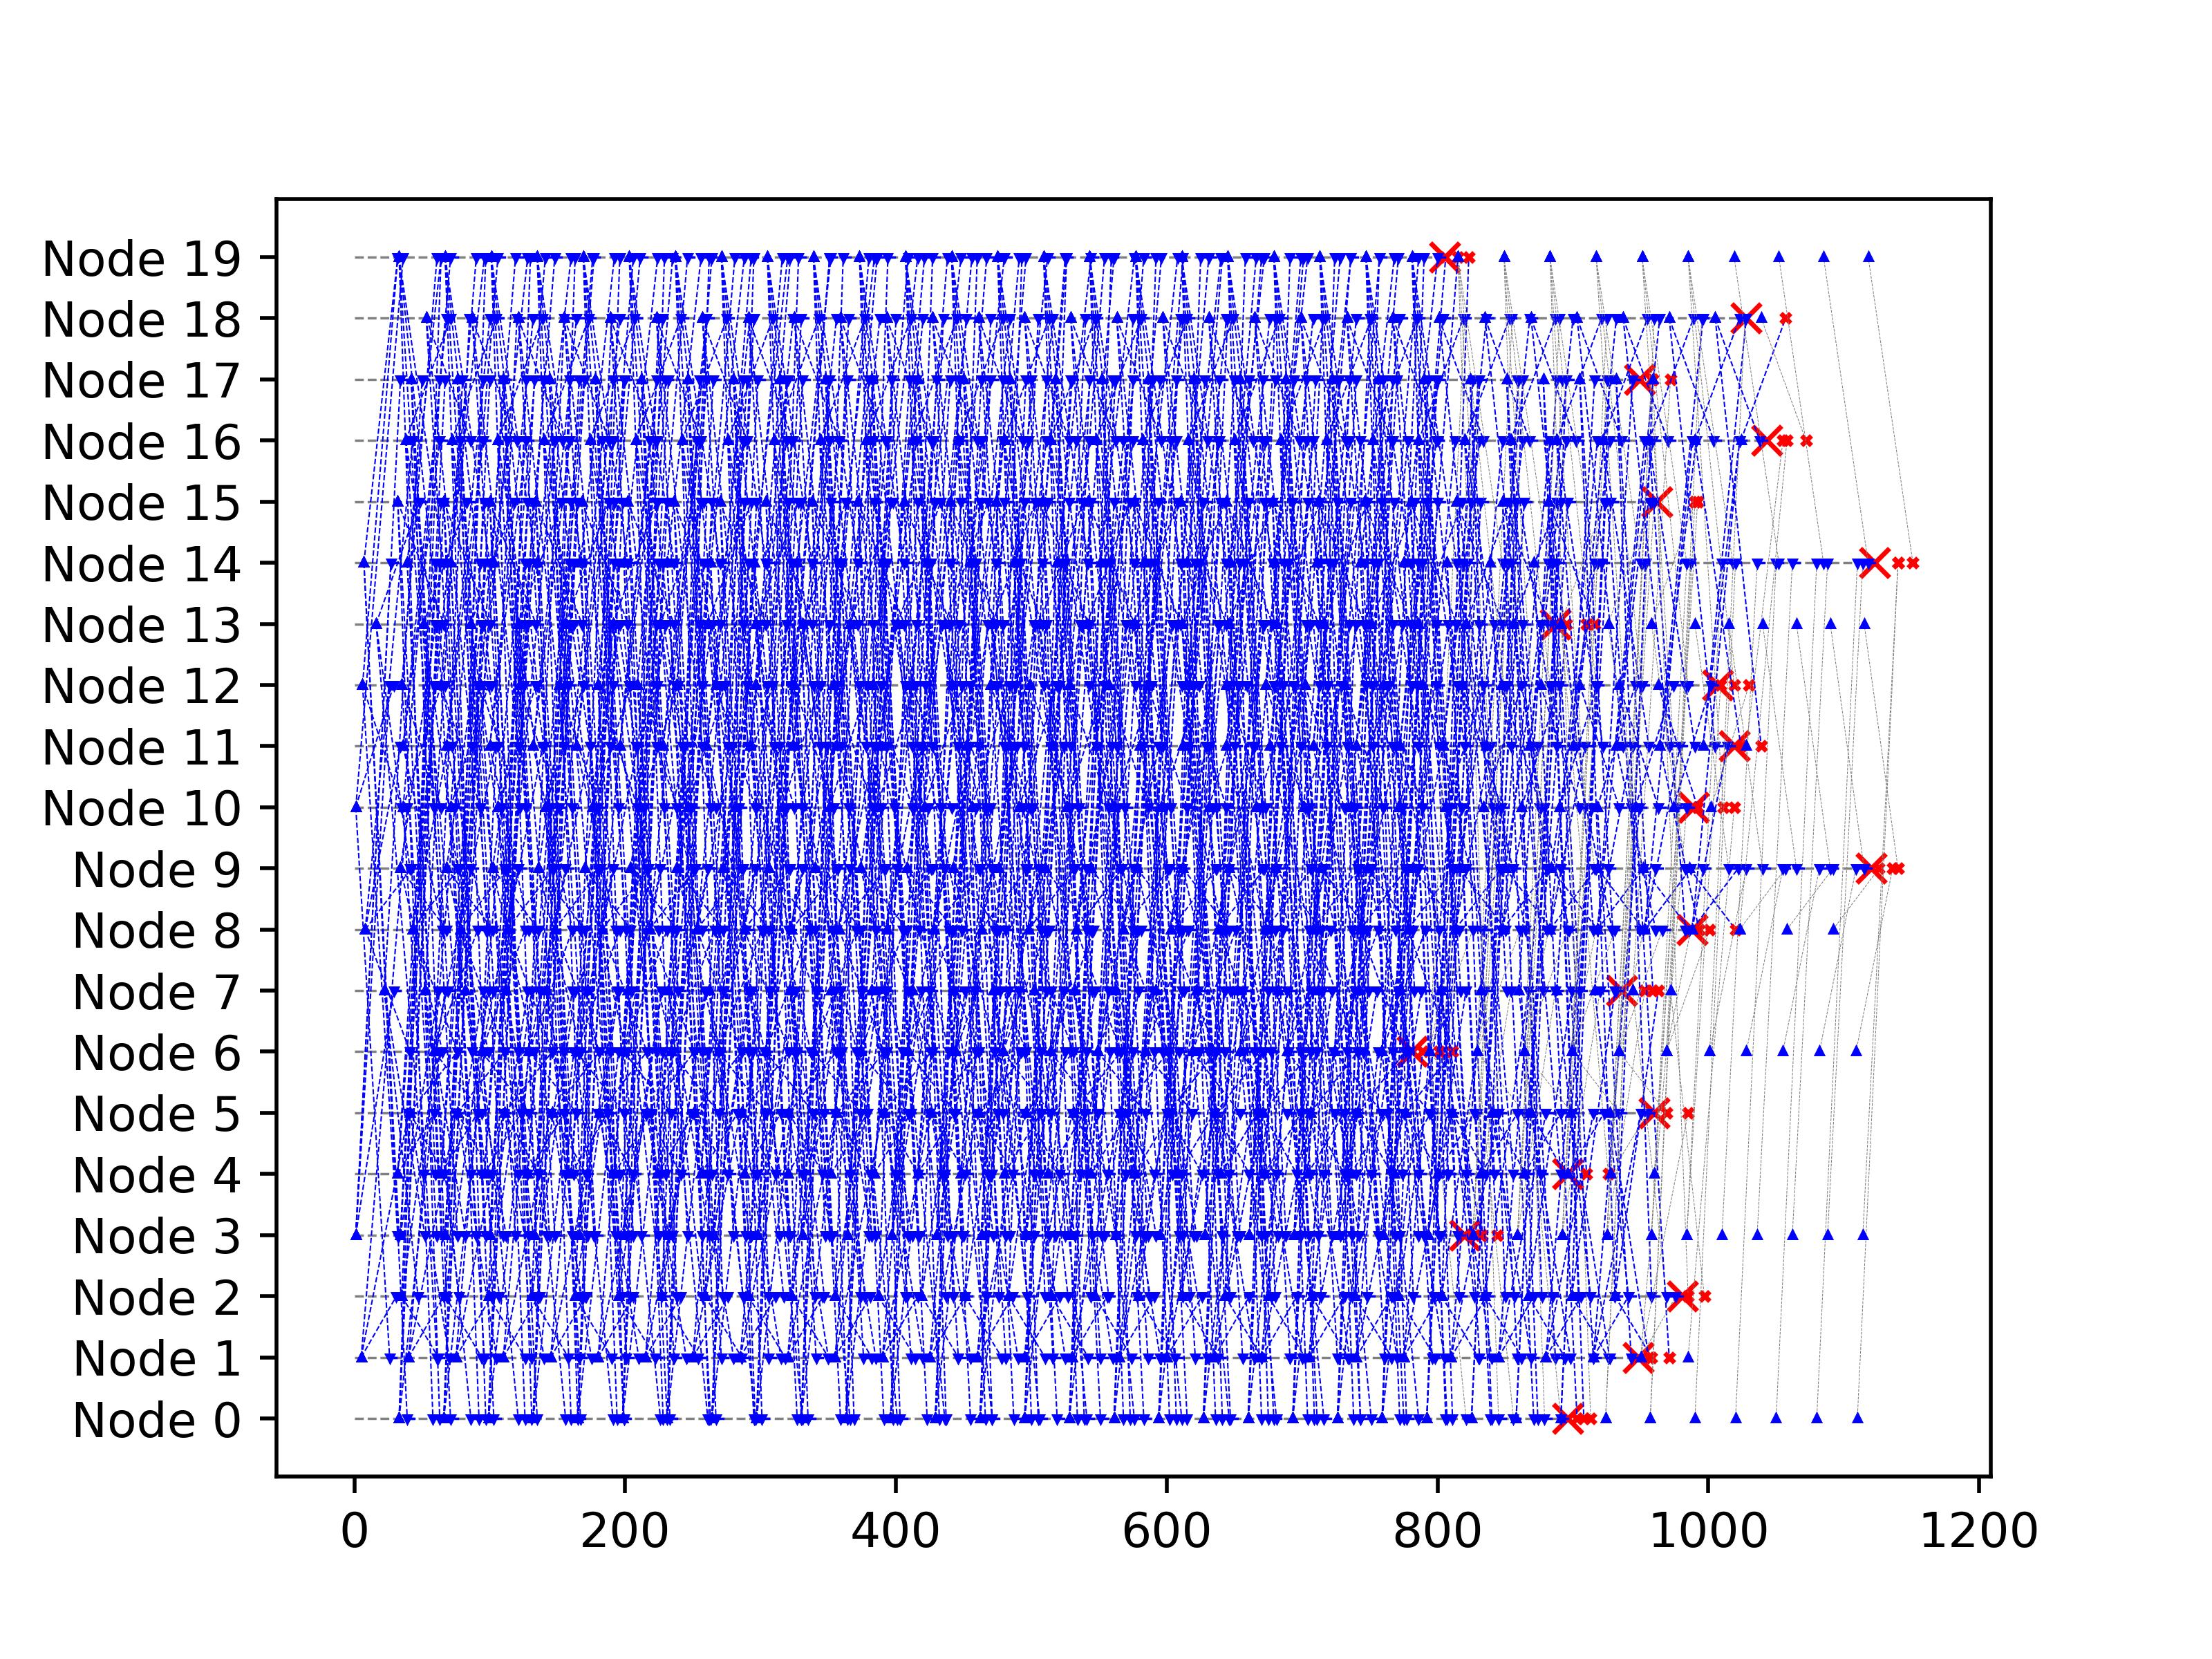 Node 19
Node 18
Node 17
Node 16
Node 15
Node 14
Node 13
Node 12
Node 11
Node 10
Node 9
Node 8
Node 7
Node 6
Node 5
Node 4
Node 3
Node 2
Node 1
Node 0
0 200 400 600 800 1000 1200